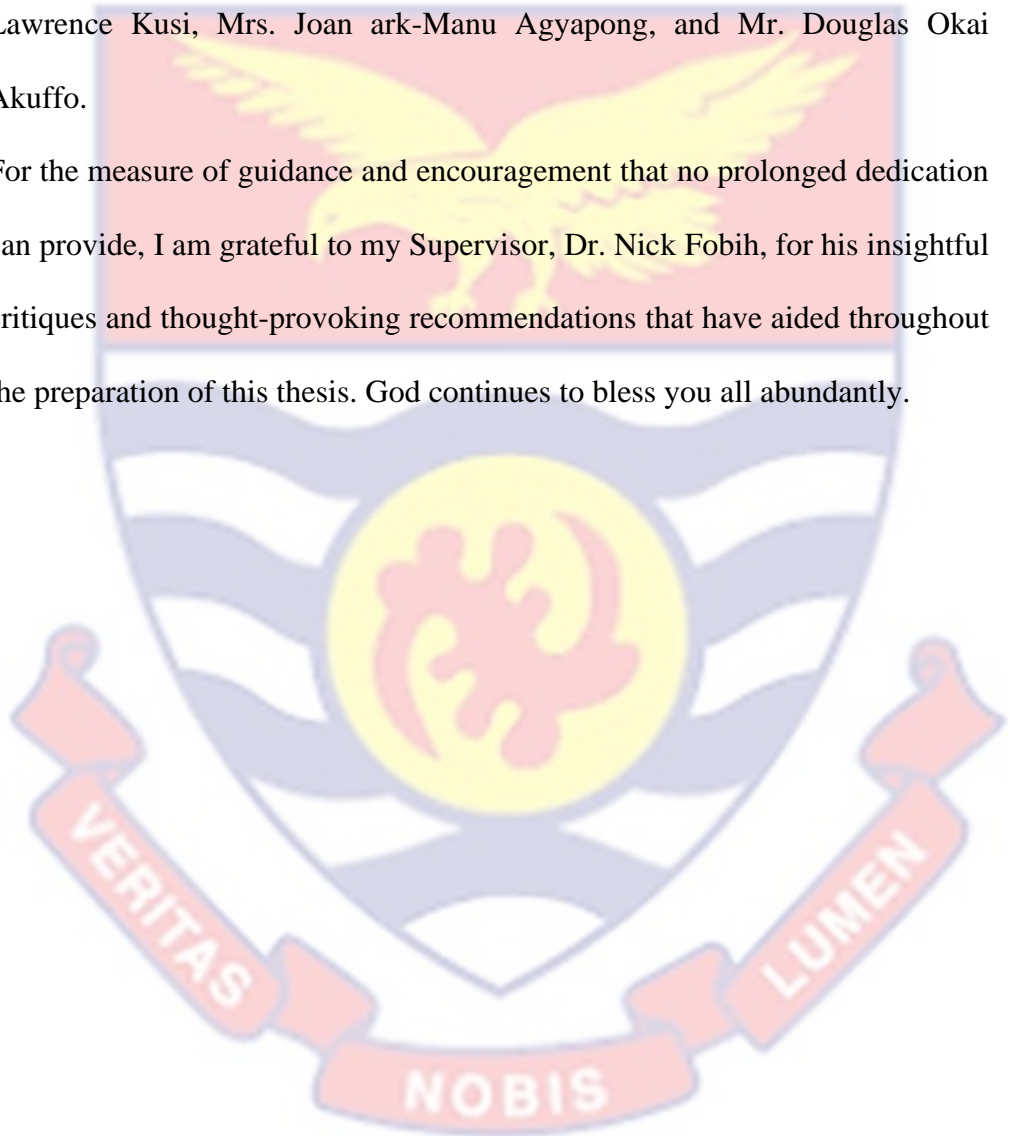 Lawrence Kusi, Mrs. Joan ark-Manu Agyapong, and Mr. Douglas Okai
Akuffo.
For the measure of guidance and encouragement that no prolonged dedication
can provide, I am grateful to my Supervisor, Dr. Nick Fobih, for his insightful
critiques and thought-provoking recommendations that have aided throughout
the preparation of this thesis. God continues to bless you all abundantly.
VERITAS
NOBIS
LUMEN